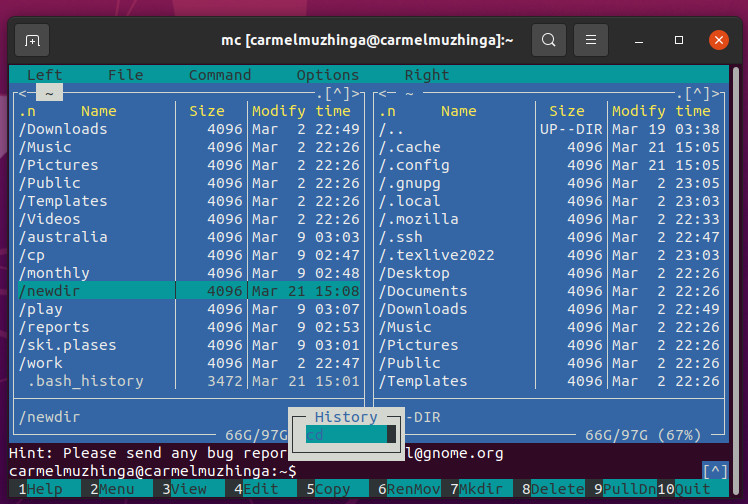 mc [carmelmuzhinga@carmelmuzhinga]:~
Left File Command Options Right
<─ ~ .[^]>
.n Name Size Modify time
/Downloads 4096 Mar 2 22:49
/Music 4096 Mar 2 22:26
/Pictures 4096 Mar 2 22:26
/Public 4096 Mar 2 22:26
/Templates 4096 Mar 2 22:26
/Videos 4096 Mar 2 22:26
/australia 4096 Mar 9 03:03
/cp 4096 Mar 9 02:47
/monthly 4096 Mar 9 02:48
/newdir 4096 Mar 21 15:08
/play 4096 Mar 9 03:07
/reports 4096 Mar 9 02:53
/ski.plases 4096 Mar 9 03:03
/work 4096 Mar 2 22:47
.bash_history 3472 Mar 21 15:01
/newdir
66G/97G
<─ ~ .[^]>
.n Name Size Modify time
/.. UP--DIR Mar 19 03:38
/.cache 4096 Mar 21 15:05
/.config 4096 Mar 21 15:05
/.gnupg 4096 Mar 2 23:05
/.local 4096 Mar 2 23:03
/.mozilla 4096 Mar 2 22:33
/.ssh 4096 Mar 2 22:47
/.texlive2022 4096 Mar 2 23:03
/Desktop 4096 Mar 2 22:26
/Documents 4096 Mar 2 22:26
/Downloads 4096 Mar 2 22:49
/Music 4096 Mar 2 22:26
/Pictures 4096 Mar 2 22:26
/Public 4096 Mar 2 22:26
/Templates 4096 Mar 2 22:26
-DIR
66G/97G (67%)
History
cd
Hint: Please send any bug repor l@gnome.org
carmelmuzhinga@carmelmuzhinga:~$ [^]
1Help 2Menu 3View 4Edit 5Copy 6RenMov 7Mkdir 8Delete 9PullDn 10Quit